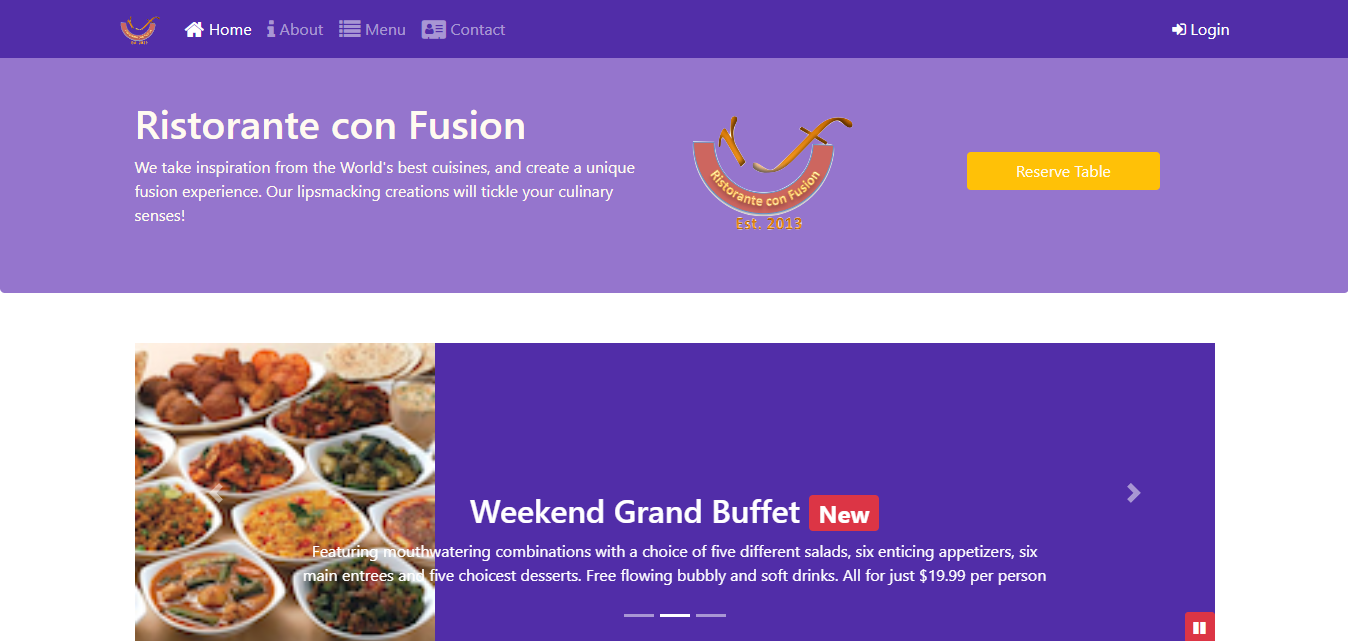 Home About Menu Contact Login
Ristorante con Fusion
We take inspiration from the World's best cuisines, and create a unique
fusion experience. Our lipsmacking creations will tickle your culinary
senses!
Ristorante con Fusion
Est. 2019
Reserve Table
Weekend Grand Buffet New
Featuring mouthwatering combinations with a choice of five different salads, six enticing appetizers, six
main entrees and five choicest desserts. Free flowing bubbly and soft drinks. All for just $19.99 per person